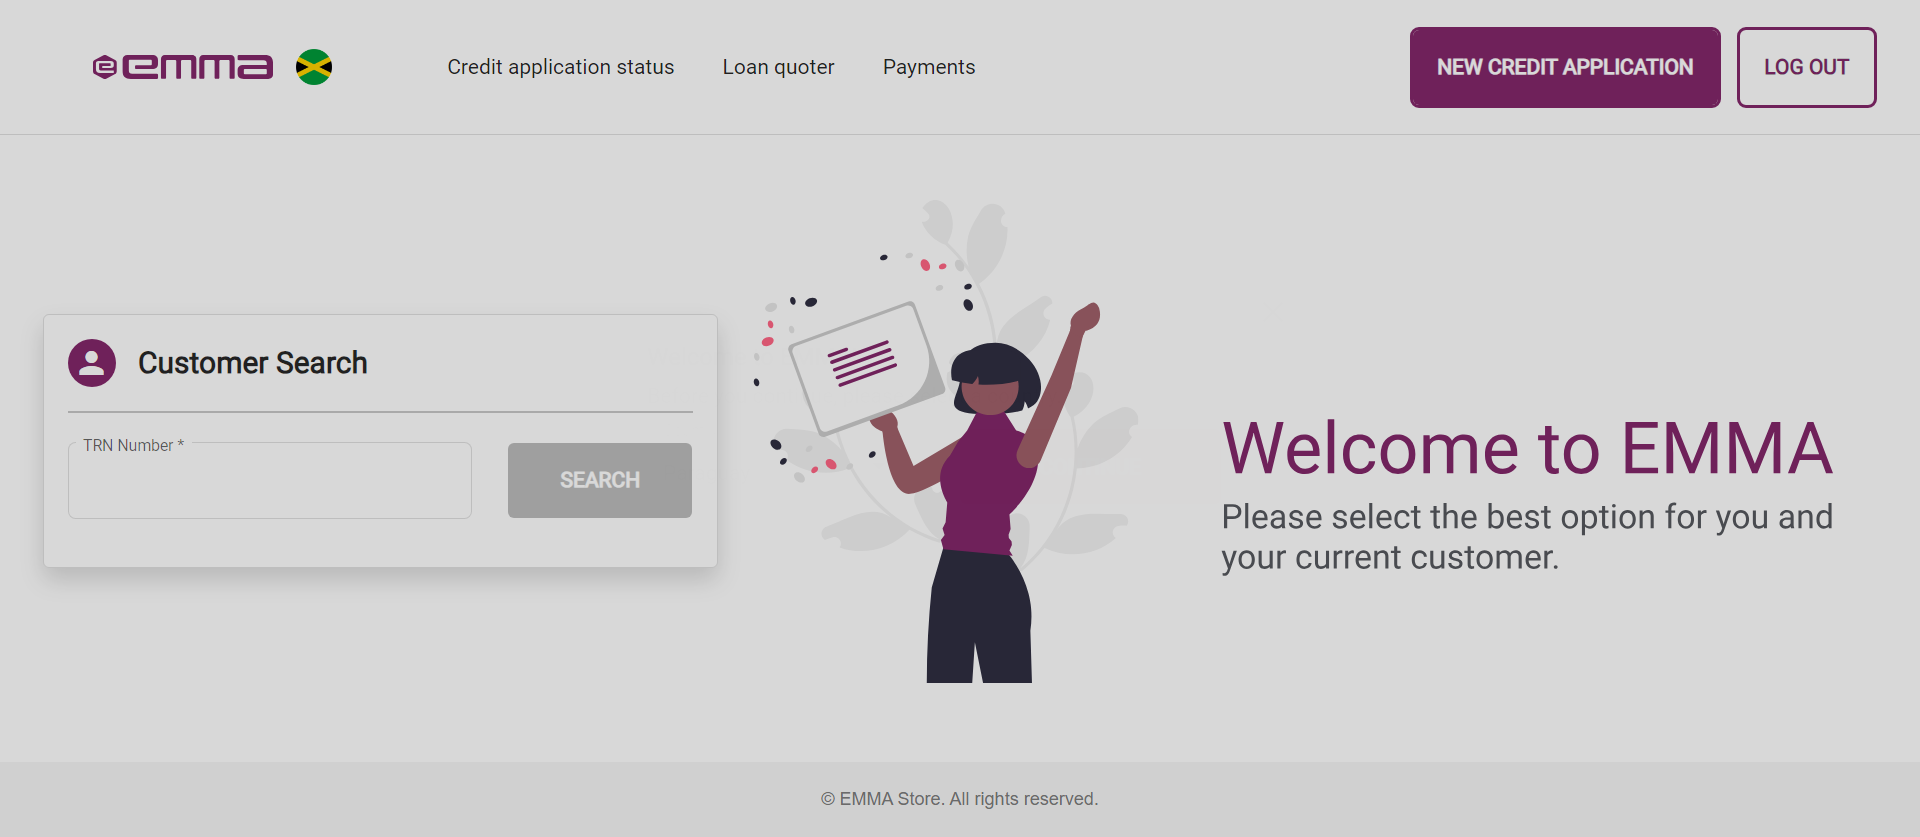 emma
Credit application status
Loan quoter
Payments
NEW CREDIT APPLICATION
LOG OUT
Customer Search
TRN Number *
SEARCH
Welcome to EMMA
Please select the best option for you and
your current customer.
© EMMA Store. All rights reserved.